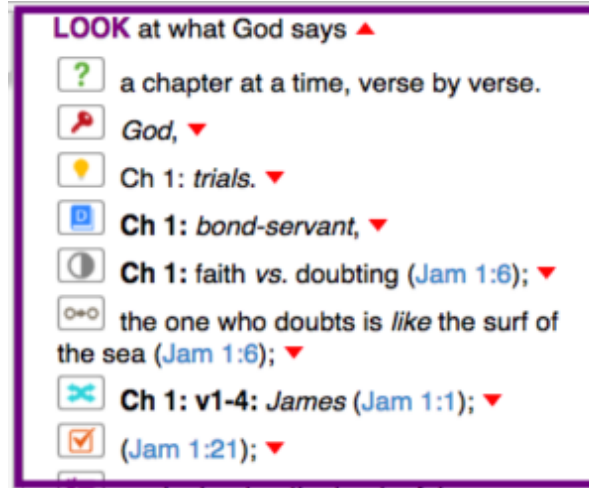 LOOK at what God says
? a chapter at a time, verse by verse.
God,
Ch 1: trials.
D Ch 1: bond-servant,
Ch 1: faith vs. doubting (Jam 1:6);
the one who doubts is like the surf of
the sea (Jam 1:6);
Ch 1: v1-4: James (Jam 1:1);
(Jam 1:21);